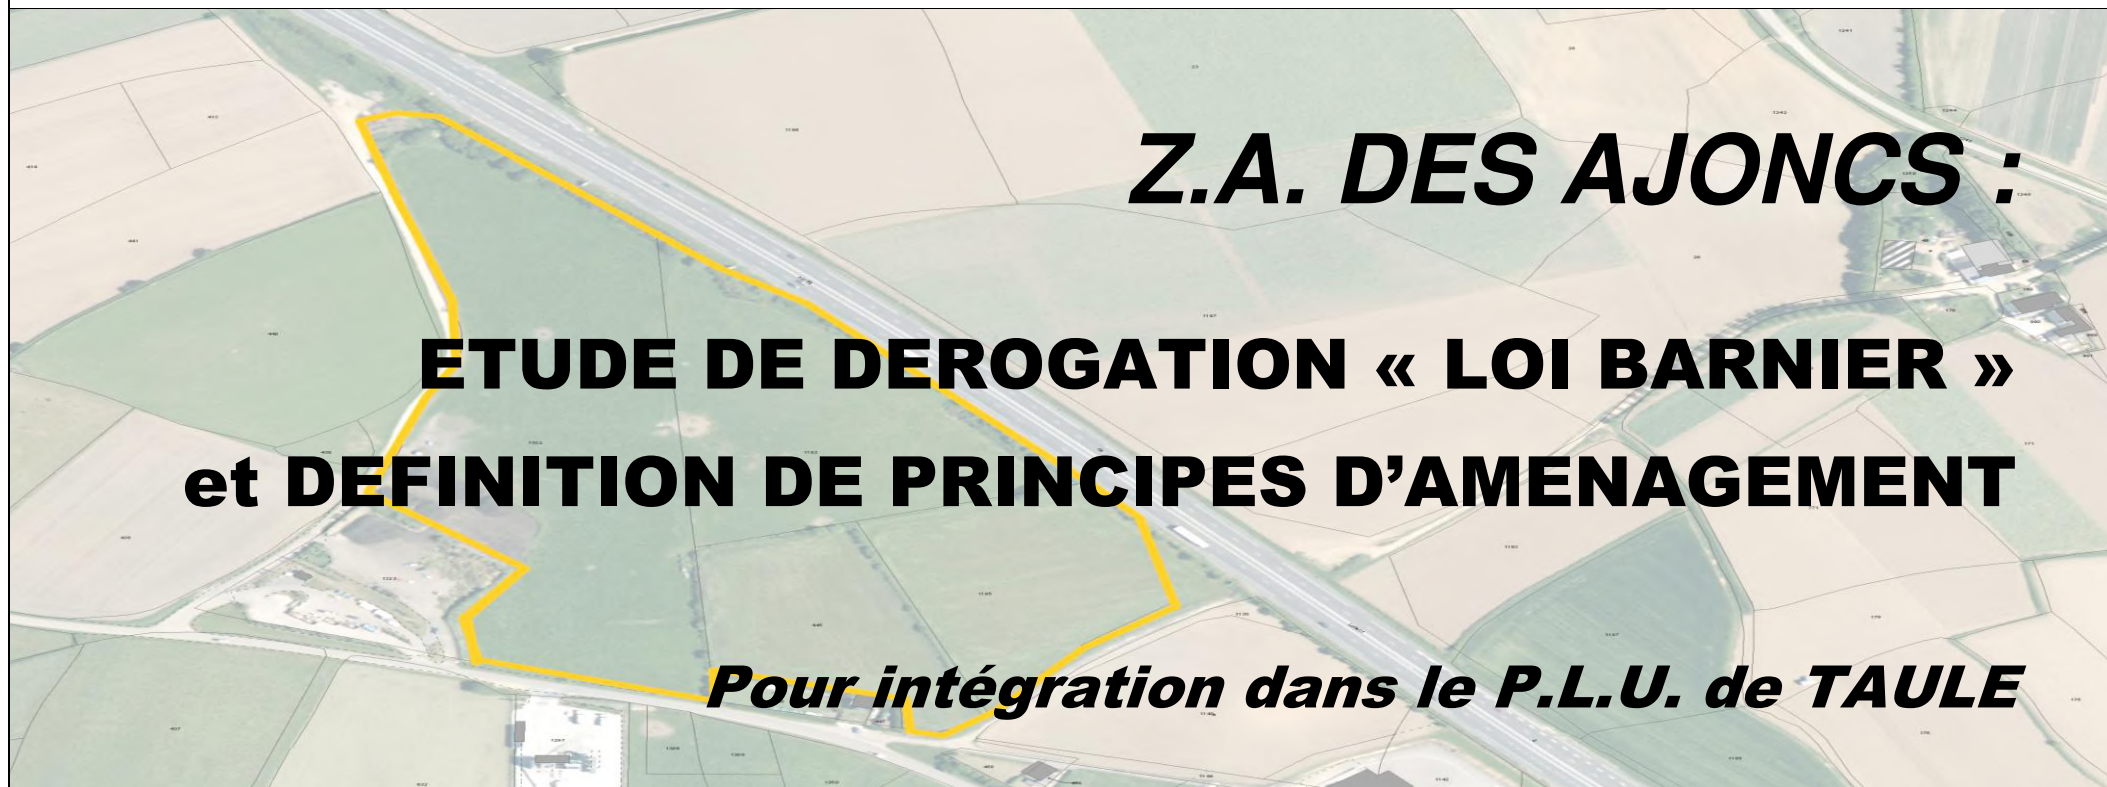 Z.A. DES AJONCS :
ETUDE DE DEROGATION « LOI BARNIER »
et DEFINITION DE PRINCIPES D’AMENAGEMENT
Pour intégration dans le P.L.U. de TAULE